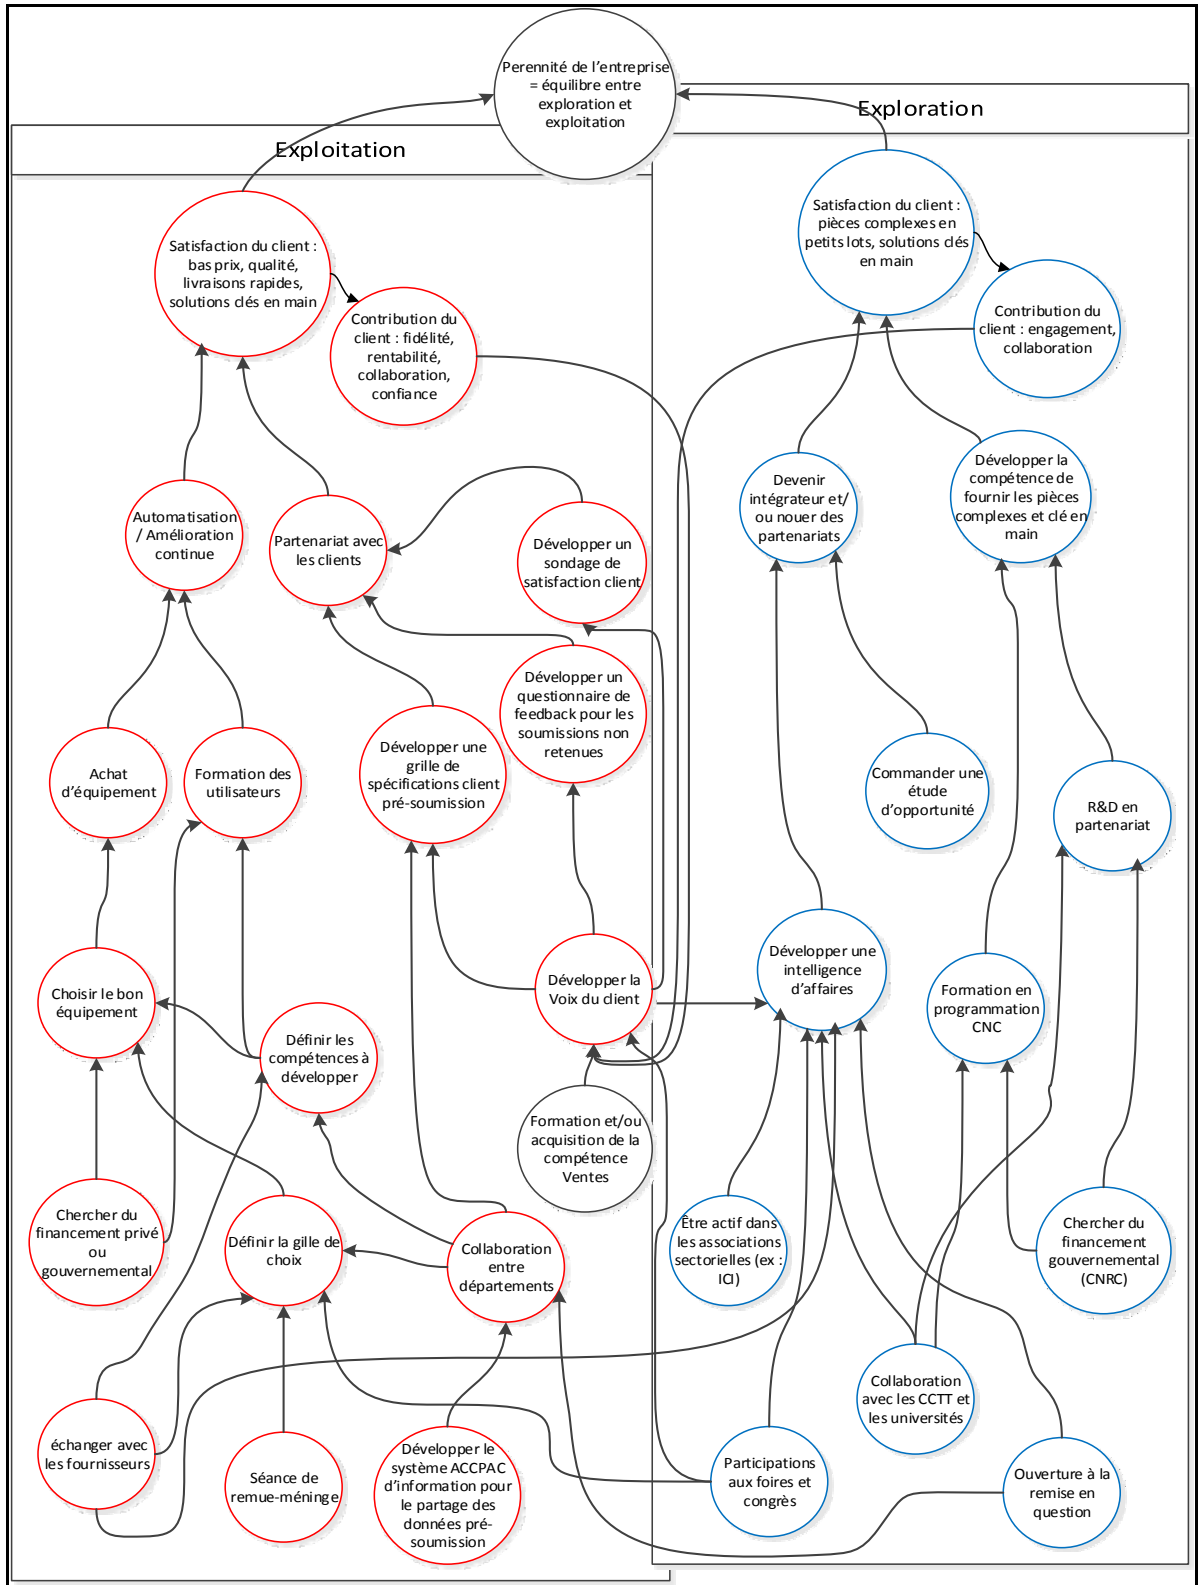 Perennité de l'entreprise
= équilibre entre
exploration et
exploitation
Exploration
Exploitation
Satisfaction du client :
bas prix, qualité,
livraisons rapides,
solutions clés en main
Satisfaction du client :
pièces complexes en
petits lots, solutions clés
en main
Contribution du
client : fidélité,
rentabilité,
collaboration,
confiance
Contribution du
client : engagement,
collaboration
Automatisation
/ Amélioration
continue
Partenariat avec
les clients
Développer un
sondage de
satisfaction client
Devenir
intégrateur et/
ou nouer des
partenariats
Développer la
compétence de
fournir les pièces
complexes et clé en
main
Achat
d'équipement
Formation des
utilisateurs
Développer une
grille de
spécifications client
pré-soumission
Développer un
questionnaire de
feedback pour les
soumissions non
retenues
Commander une
étude
d'opportunité
R&D en
partenariat
Choisir le bon
équipement
Définir les
compétences à
développer
Développer la
Voix du client
Développer une
intelligence
d'affaires
Formation en
programmation
CNC
Formation et/ou
acquisition de la
compétence
Ventes
Chercher du
financement privé
ou
gouvernemental
Définir la gille de
choix
Collaboration
entre
départements
Être actif dans
les associations
sectorielles (ex :
ICI)
Chercher du
financement
gouvernemental
(CNRC)
échanger avec
les fournisseurs
Séance de
remue-méninge
Développer le
système ACCPAC
d'information pour
le partage des
données pré-
soumission
Participations
aux foires et
congrès
Collaboration
avec les CCTT et
les universités
Ouverture à la
remise en
question